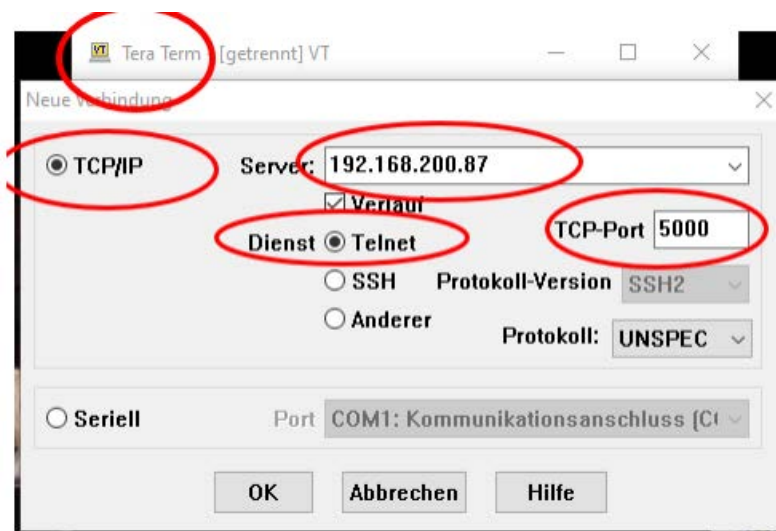 VT Tera Term - [getrennt] VT
Neue Verbindung
TCP/IP Server: 192.168.200.87
Verlauf
Dienst Telnet TCP-Port 5000
SSH Protokoll-Version SSH2
Anderer Protokoll: UNSPEC
Seriell Port COM1: Kommunikationsanschluss (C
OK Abbrechen Hilfe